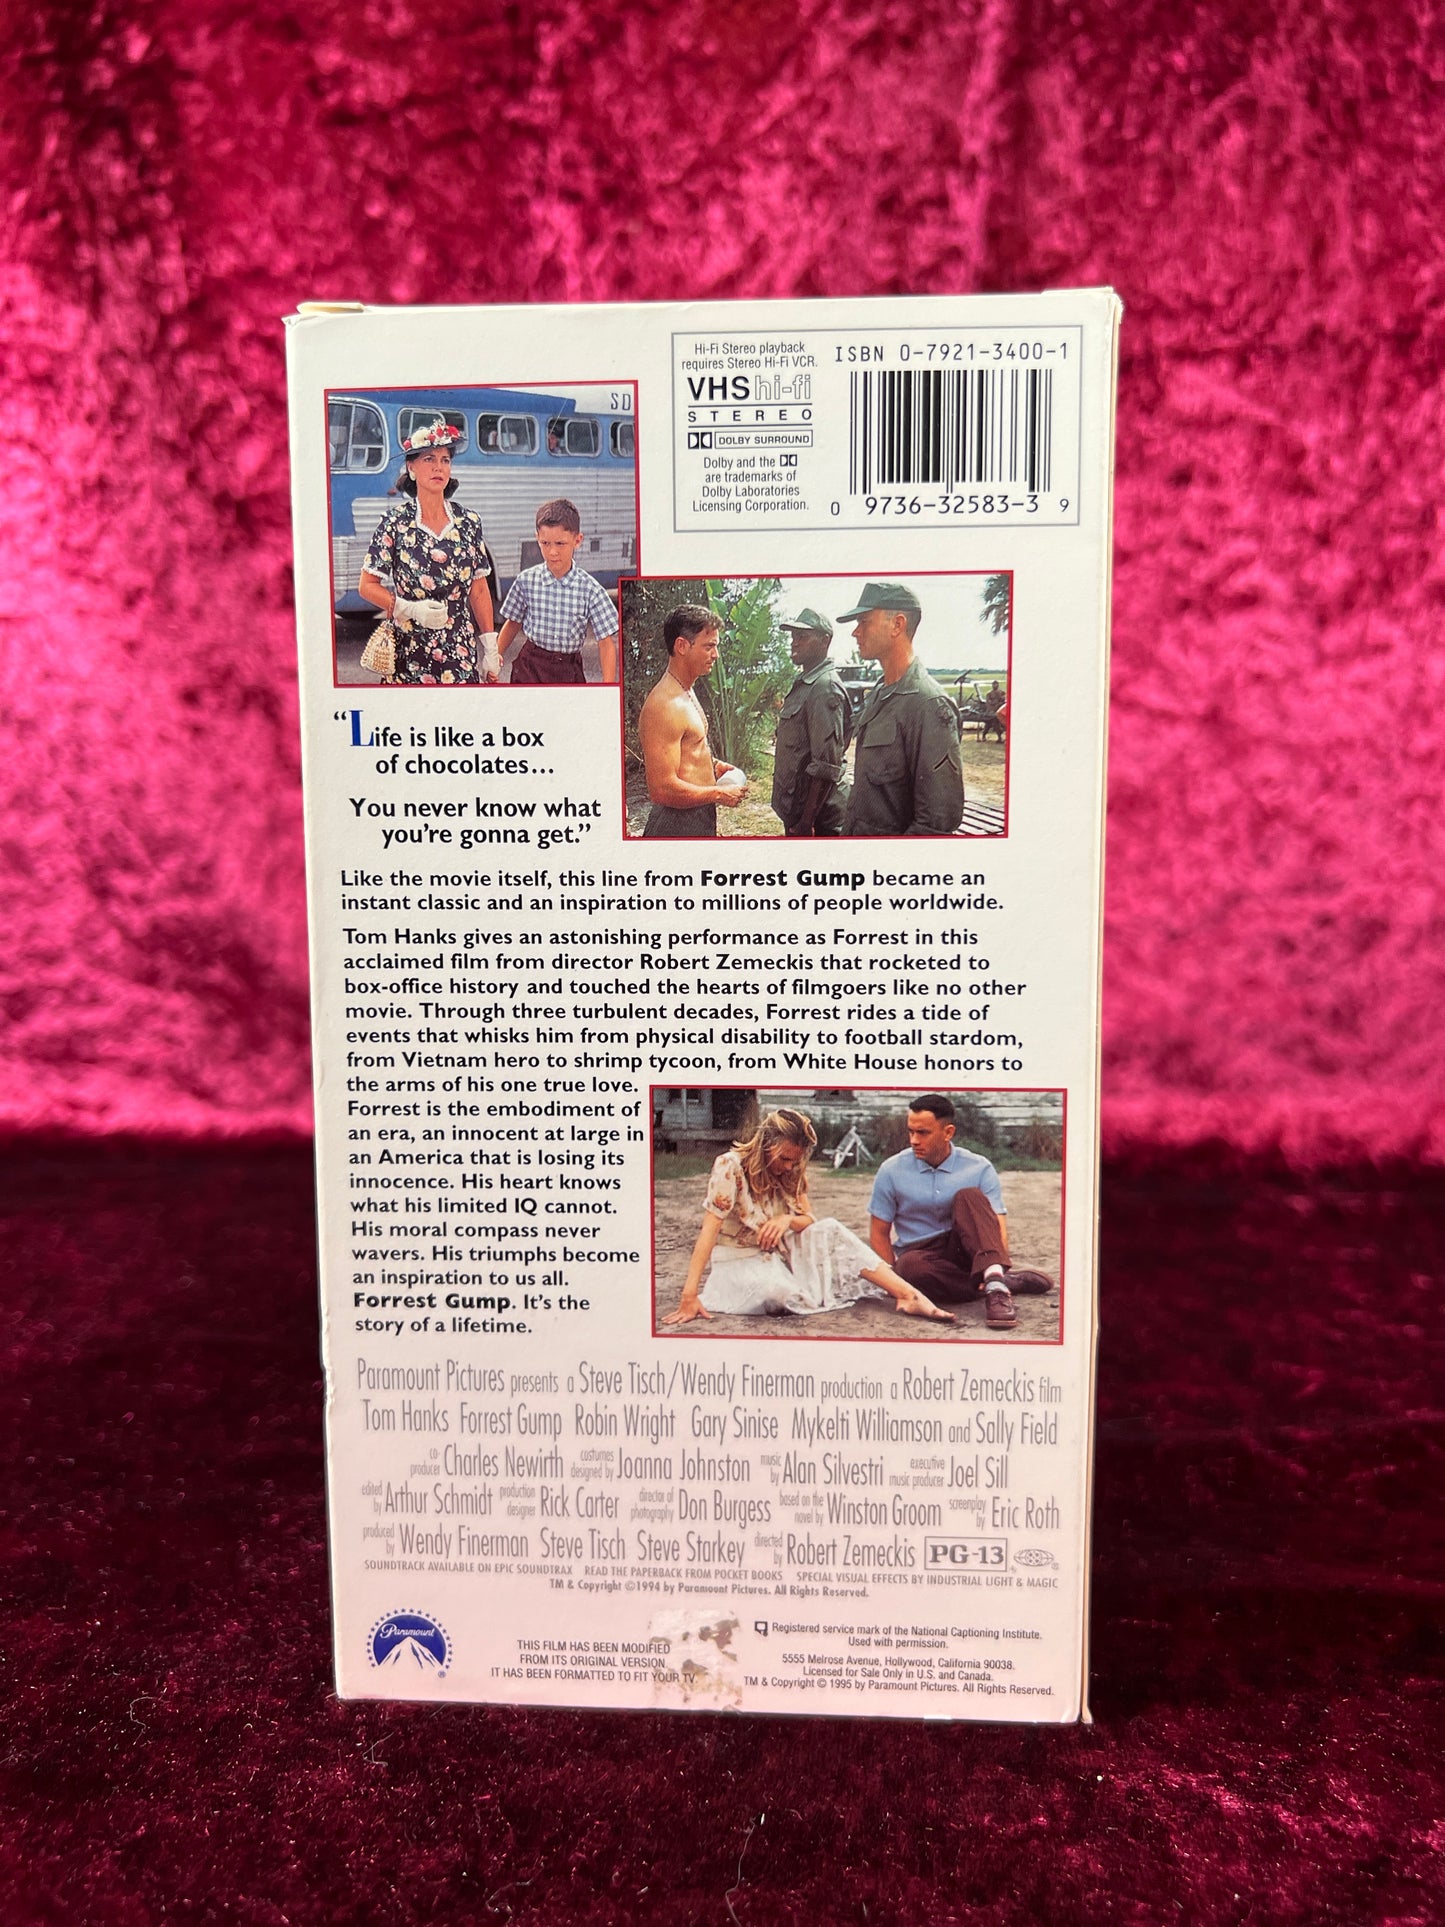 Hi-Fi Stereo playback
requires Stereo Hi-Fi VCR.
VHS hi-fi
STEREO
DOLBY SURROUND
Dolby and the
are trademarks of
Dolby Laboratories
Licensing Corporation.
ISBN 0-7921-3400-1
0 9736-32583-3 9
SD
“Life is like a box
of chocolates...
You never know what
you’re gonna get.”
Like the movie itself, this line from Forrest Gump became an
instant classic and an inspiration to millions of people worldwide.
Tom Hanks gives an astonishing performance as Forrest in this
acclaimed film from director Robert Zemeckis that rocketed to
box-office history and touched the hearts of filmgoers like no other
movie. Through three turbulent decades, Forrest rides a tide of
events that whisks him from physical disability to football stardom,
from Vietnam hero to shrimp tycoon, from White House honors to
the arms of his one true love.
Forrest is the embodiment of
an era, an innocent at large in
an America that is losing its
innocence. His heart knows
what his limited IQ cannot.
His moral compass never
wavers. His triumphs become
an inspiration to us all.
Forrest Gump. It’s the
story of a lifetime.
Paramount Pictures presents a Steve Tisch/Wendy Finerman production a Robert Zemeckis film
Tom Hanks Forrest Gump Robin Wright Gary Sinise Mykelti Williamson and Sally Field
co-producer Charles Newirth costumes designed by Joanna Johnston music by Alan Silvestri executive music producer Joel Sill
edited by Arthur Schmidt production designer Rick Carter director of photography Don Burgess based on the novel by Winston Groom screenplay by Eric Roth
produced by Wendy Finerman Steve Tisch Steve Starkey directed by Robert Zemeckis PG-13
SOUNDTRACK AVAILABLE ON EPIC SOUNDTRAX READ THE PAPERBACK FROM POCKET BOOKS SPECIAL VISUAL EFFECTS BY INDUSTRIAL LIGHT & MAGIC
TM & Copyright ©1994 by Paramount Pictures. All Rights Reserved.
Paramount ®
THIS FILM HAS BEEN MODIFIED
FROM ITS ORIGINAL VERSION.
IT HAS BEEN FORMATTED TO FIT YOUR TV.
Registered service mark of the National Captioning Institute.
Used with permission.
5555 Melrose Avenue, Hollywood, California 90038.
Licensed for Sale Only in U.S. and Canada.
TM & Copyright © 1995 by Paramount Pictures. All Rights Reserved.